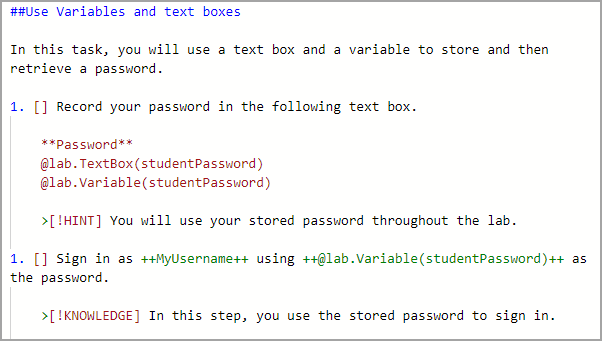 ##Use Variables and text boxes
In this task, you will use a text box and a variable to store and then
retrieve a password.
1. [] Record your password in the following text box.
**Password**
@lab.TextBox(studentPassword)
@lab.Variable(studentPassword)
>[!HINT] You will use your stored password throughout the lab.
1. [] Sign in as ++MyUsername++ using ++@lab.Variable(studentPassword)++ as
the password.
>[!KNOWLEDGE] In this step, you use the stored password to sign in.